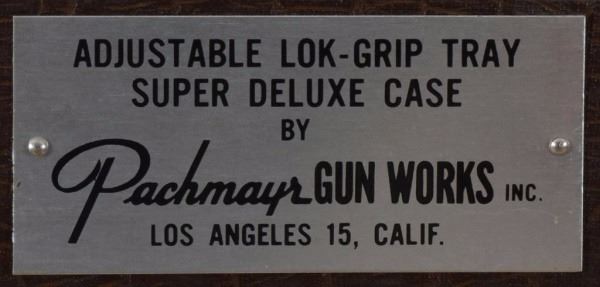 ADJUSTABLE LOK-GRIP TRAY
SUPER DELUXE CASE
BY
Pachmayr GUN WORKS INC.
LOS ANGELES 15, CALIF.